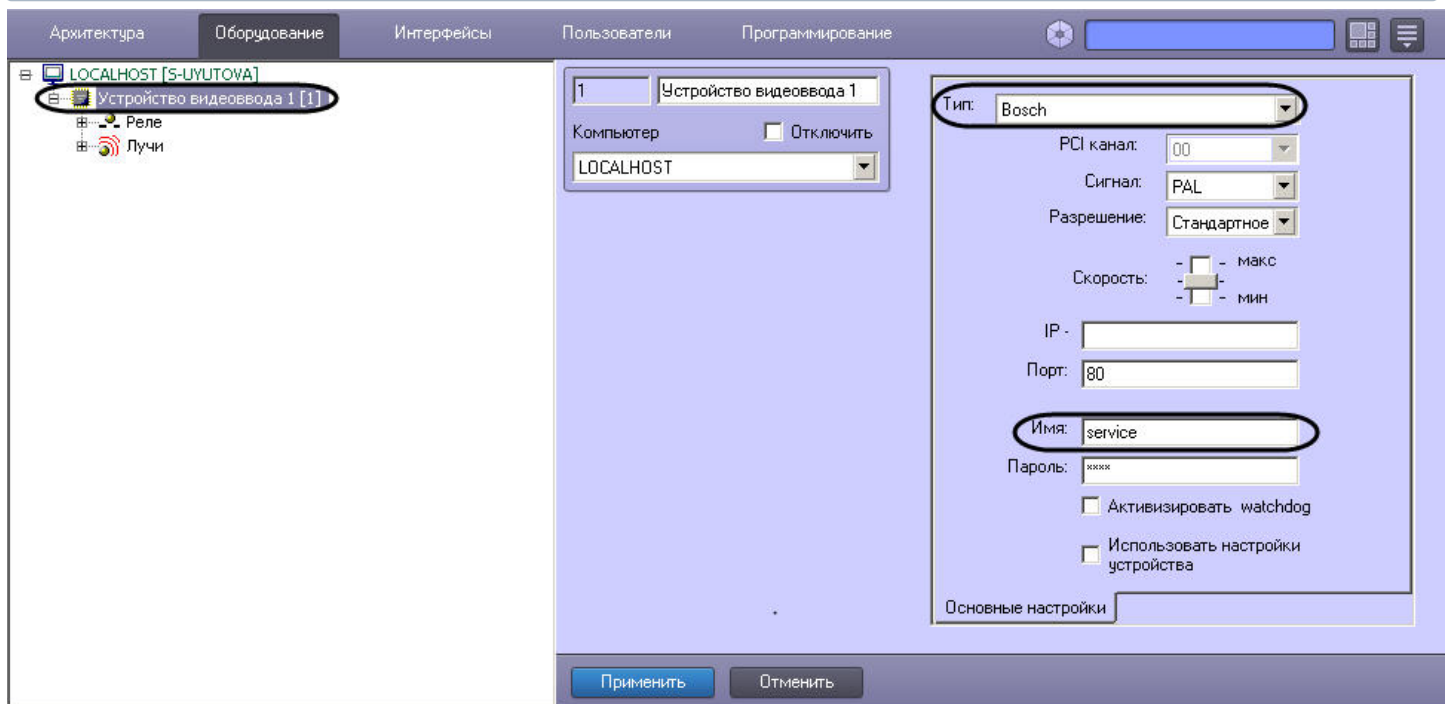 Архитектура Оборудование Интерфейсы Пользователи Программирование
LOCALHOST [S-UYUTOVA]
Устройство видеоввода 1 [1]
Реле
Лучи
1 Устройство видеоввода 1
Компьютер Отключить
LOCALHOST
Тип: Bosch
PCI канал: 00
Сигнал: PAL
Разрешение: Стандартное
Скорость: макс
мин
IP -
Порт: 80
Имя: service
Пароль: ****
Активизировать watchdog
Использовать настройки
устройства
Основные настройки
Применить Отменить